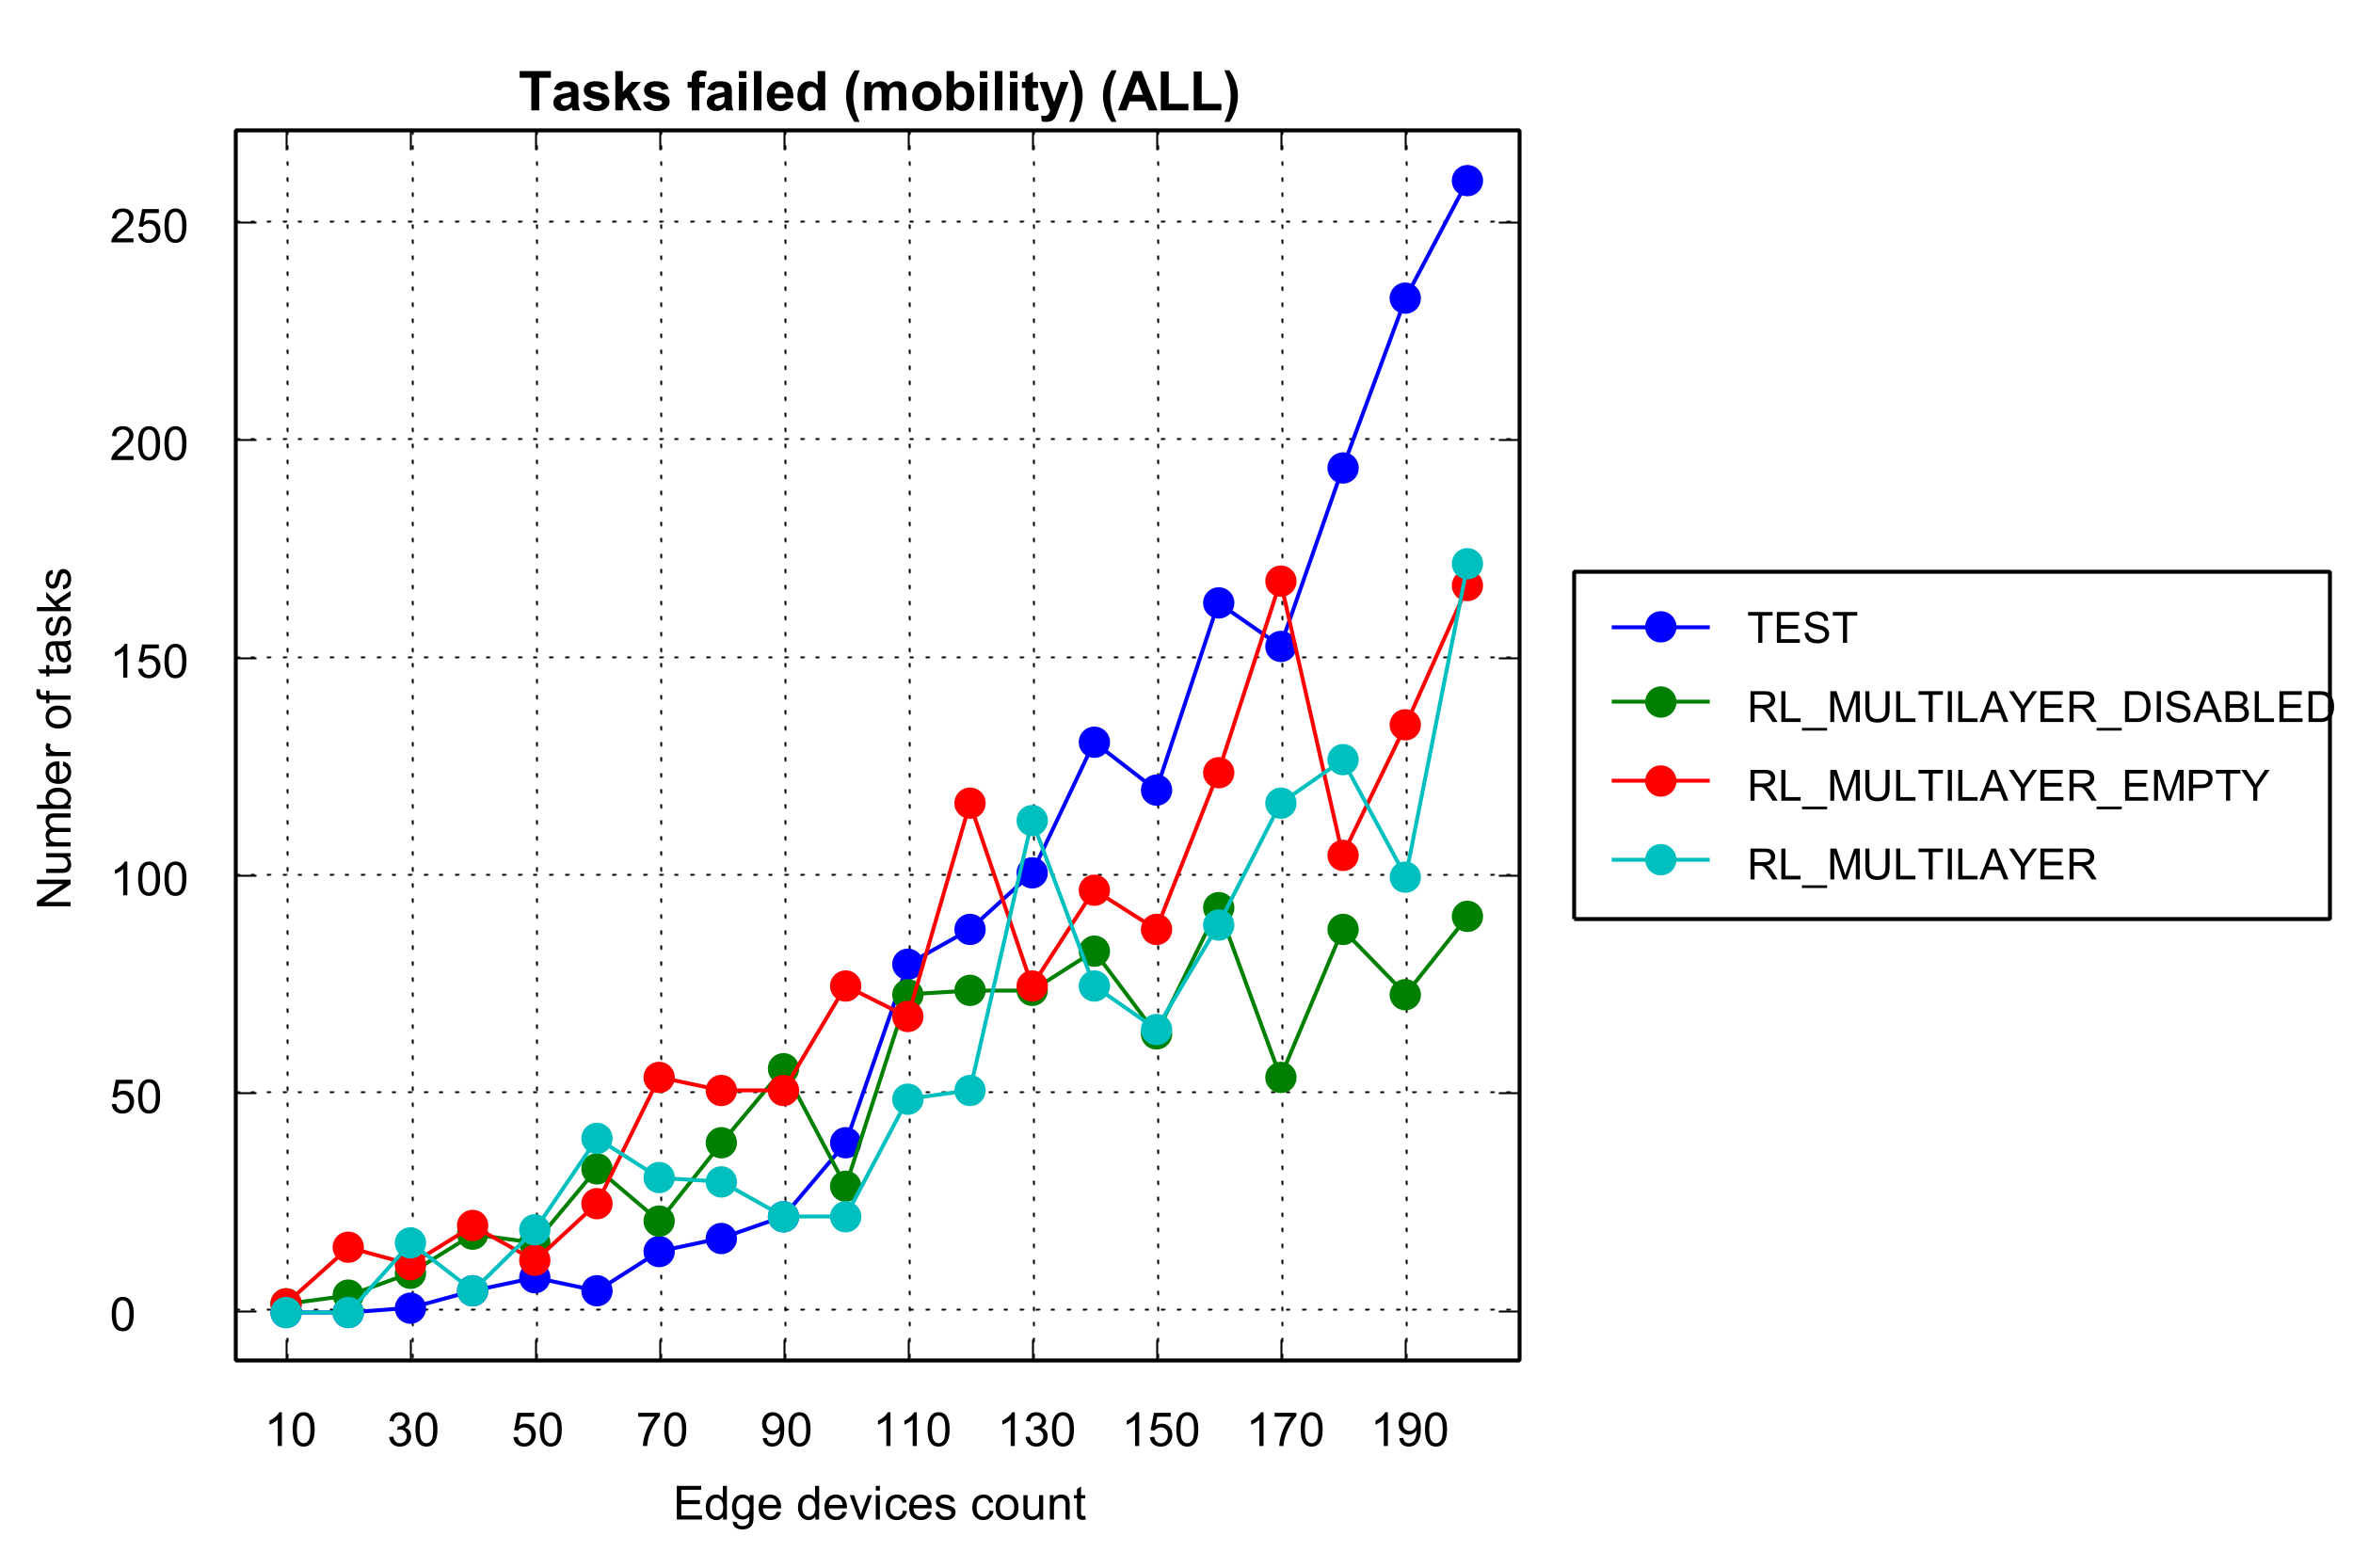 Tasks failed (mobility) (ALL)
Number of tasks
250
200
150
100
50
0
10 30 50 70 90 110 130 150 170 190
Edge devices count
TEST
RL_MULTILAYER_DISABLED
RL_MULTILAYER_EMPTY
RL_MULTILAYER